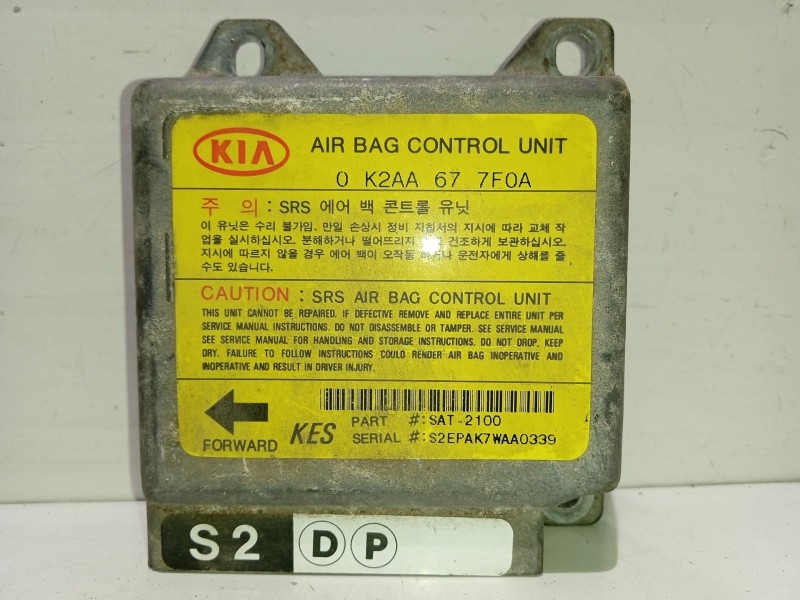 KIA
AIR BAG CONTROL UNIT
0 K2AA 67 7F0A
주 의 : SRS 에어 백 콘트롤 유닛
이 유닛은 수리 불가임. 만일 손상시 정비 지침서의 지시에 따라 교체 작
업을 실시하십시오. 분해하거나 떨어뜨리지 건조하게 보관하십시오.
지시에 따르지 않을 경우 에어 백이 오작동 하거나 운전자에게 상해를 줄
수도 있습니다.
CAUTION : SRS AIR BAG CONTROL UNIT
THIS UNIT CANNOT BE REPAIRED. IF DEFECTIVE REMOVE AND REPLACE ENTIRE UNIT PER
SERVICE MANUAL INSTRUCTIONS. DO NOT DISASSEMBLE OR TAMPER. SEE SERVICE MANUAL
SEE SERVICE MANUAL FOR HANDLING AND STORAGE INSTRUCTIONS. DO NOT DROP. KEEP
DRY. FAILURE TO FOLLOW INSTRUCTIONS COULD RENDER AIR BAG INOPERATIVE AND
INOPERATIVE AND RESULT IN DRIVER INJURY.
FORWARD
KES
PART #: SAT-2100
SERIAL #: S2EPAK7WAA0339
S2 D P